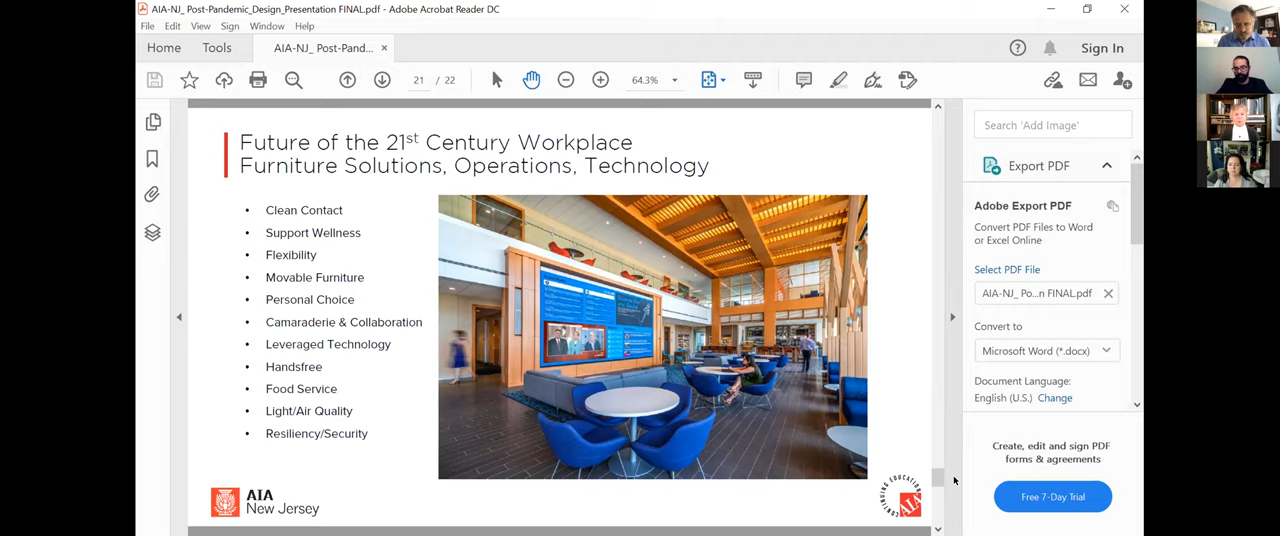 AIA-NJ_ Post-Pandemic_Design_Presentation FINAL.pdf - Adobe Acrobat Reader DC
File Edit View Sign Window Help
Home Tools AIA-NJ_ Post-Pand... × Sign In
21 / 22 64.3%
Future of the 21st Century Workplace
Furniture Solutions, Operations, Technology
• Clean Contact
• Support Wellness
• Flexibility
• Movable Furniture
• Personal Choice
• Camaraderie & Collaboration
• Leveraged Technology
• Handsfree
• Food Service
• Light/Air Quality
• Resiliency/Security
AIA
New Jersey
CONTINUING EDUCATION
AIA
Search 'Add Image'
Export PDF
Adobe Export PDF
Convert PDF Files to Word
or Excel Online
Select PDF File
AIA-NJ_ Po...n FINAL.pdf
Convert to
Microsoft Word (*.docx)
Document Language:
English (U.S.) Change
Create, edit and sign PDF
forms & agreements
Free 7-Day Trial